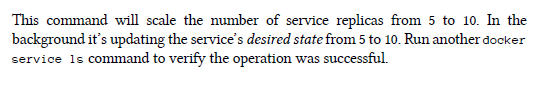 This command will scale the number of service replicas from 5 to 10. In the
background it's updating the service's desired state from 5 to 10. Run another docker
service ls command to verify the operation was successful.